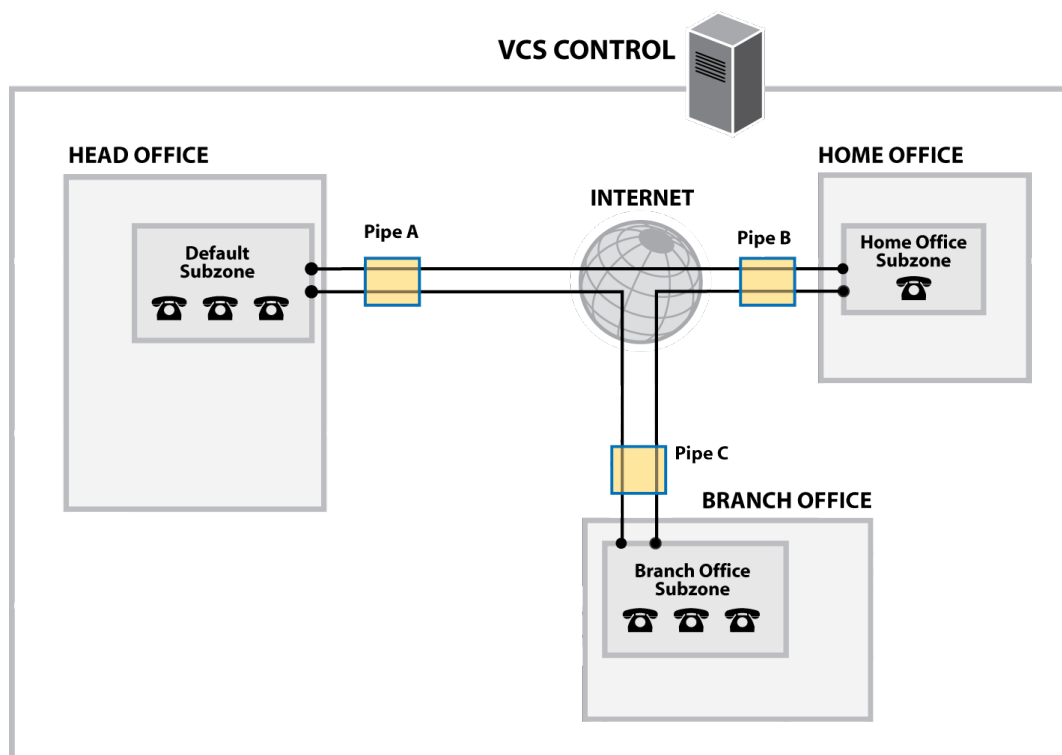 VCS CONTROL
HEAD OFFICE
HOME OFFICE
INTERNET
Pipe A
Pipe B
Default
Subzone
Home Office
Subzone
Pipe C
BRANCH OFFICE
Branch Office
Subzone